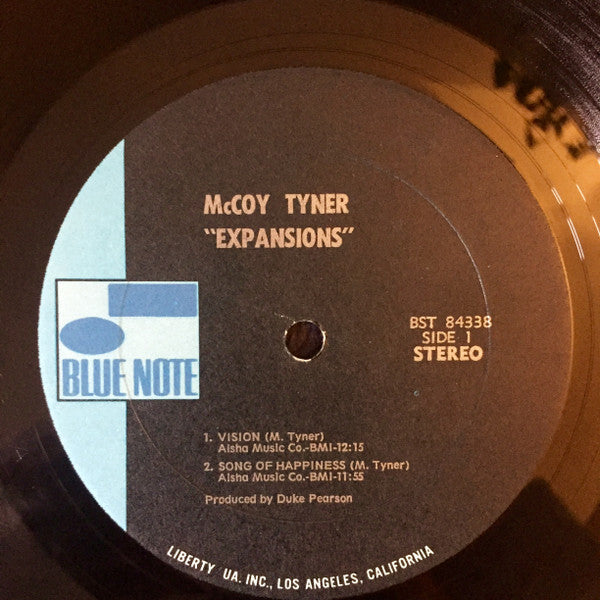 McCOY TYNER
"EXPANSIONS"
BLUE NOTE
BST 84338
SIDE 1
STEREO
1. VISION (M. Tyner)
Aisha Music Co.-BMI-12:15
2. SONG OF HAPPINESS (M. Tyner)
Aisha Music Co.-BMI-11:55
Produced by Duke Pearson
LIBERTY UA. INC., LOS ANGELES, CALIFORNIA